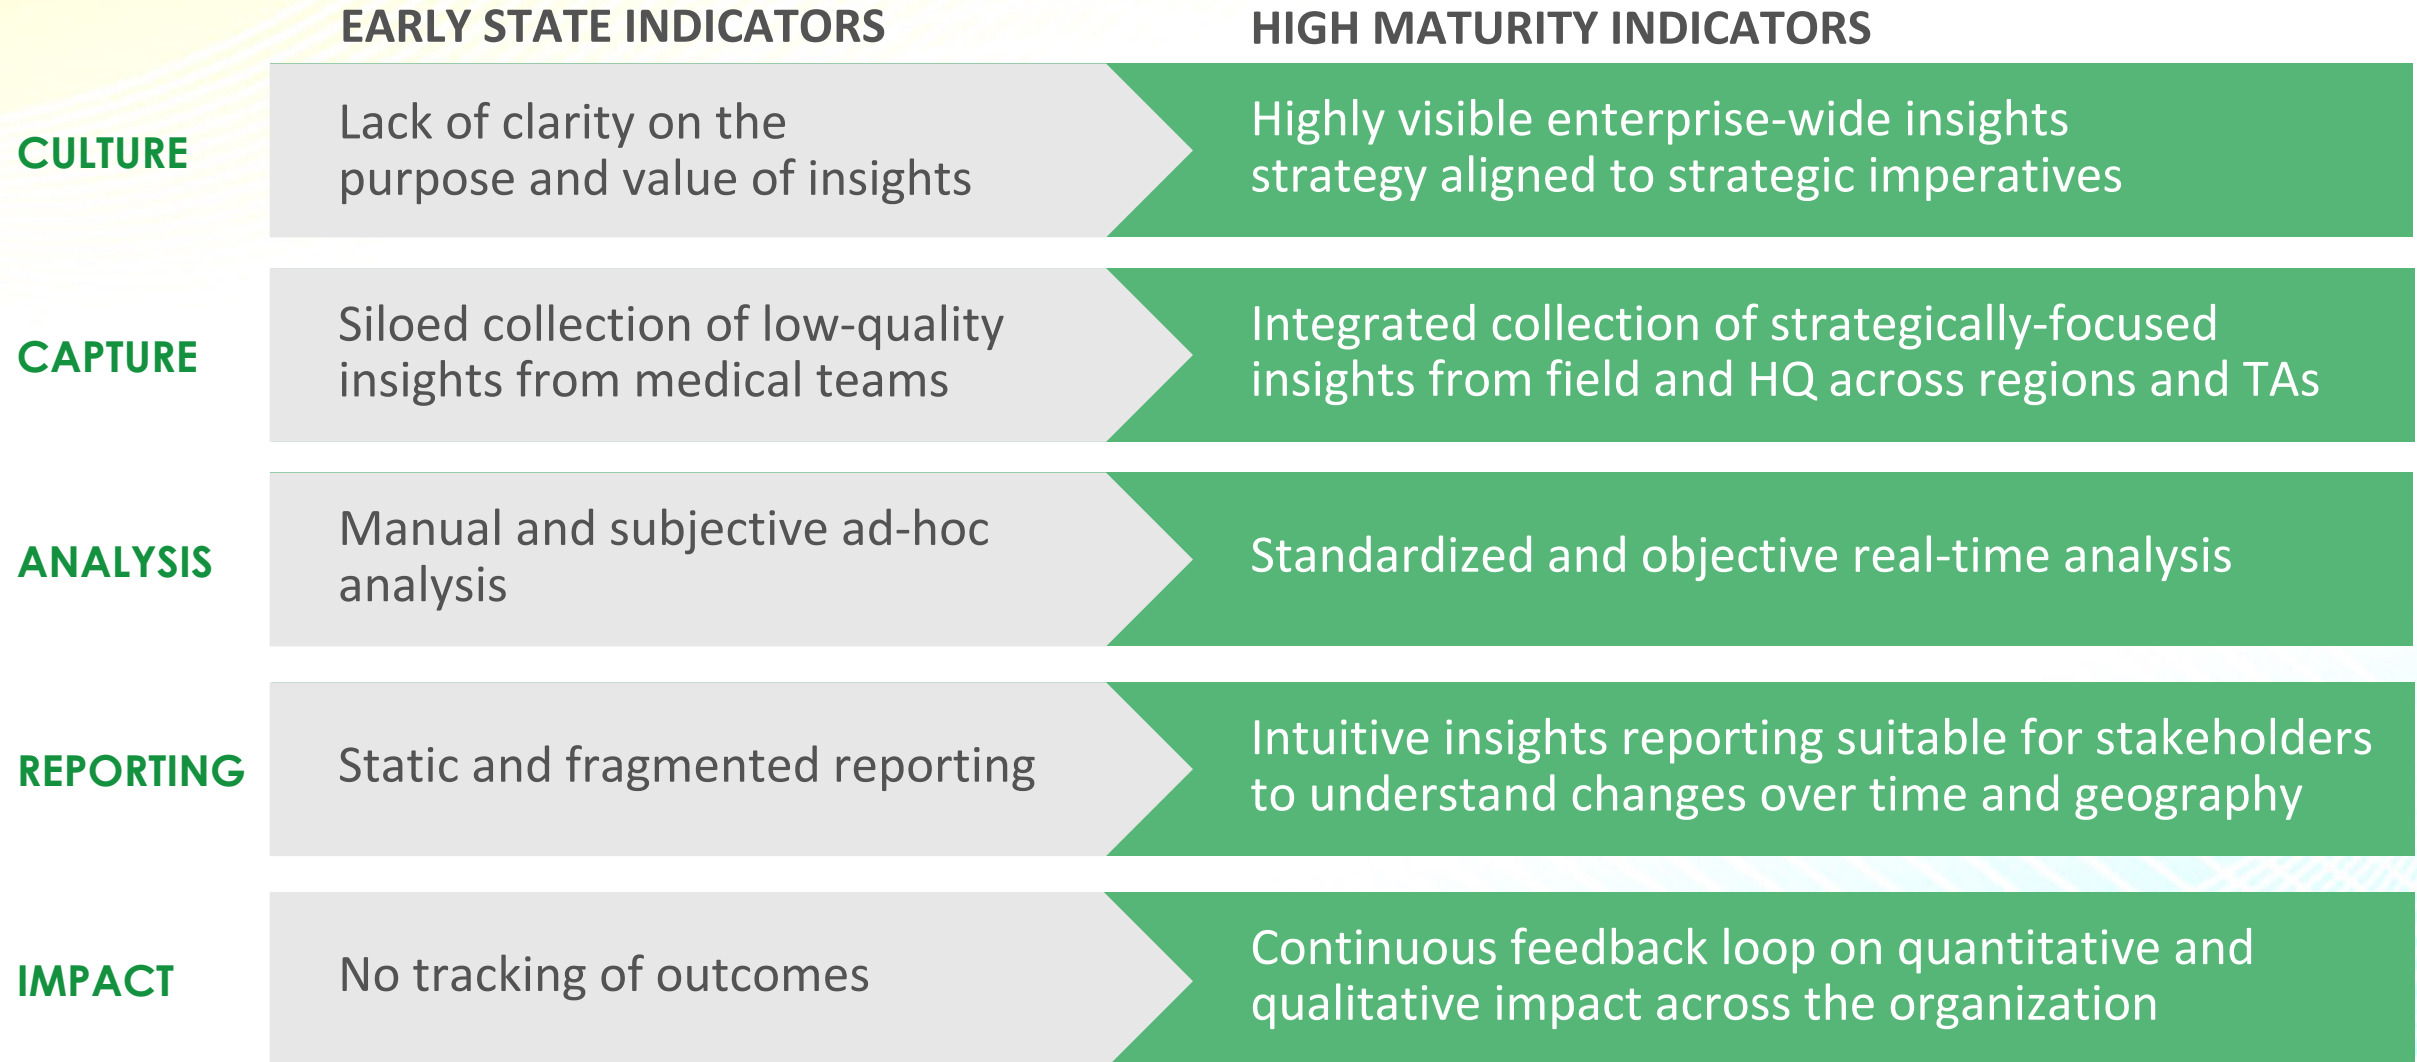 EARLY STATE INDICATORS
HIGH MATURITY INDICATORS
CULTURE
Lack of clarity on the
purpose and value of insights
Highly visible enterprise-wide insights
strategy aligned to strategic imperatives
CAPTURE
Siloed collection of low-quality
insights from medical teams
Integrated collection of strategically-focused
insights from field and HQ across regions and TAs
ANALYSIS
Manual and subjective ad-hoc
analysis
Standardized and objective real-time analysis
REPORTING
Static and fragmented reporting
Intuitive insights reporting suitable for stakeholders
to understand changes over time and geography
IMPACT
No tracking of outcomes
Continuous feedback loop on quantitative and
qualitative impact across the organization